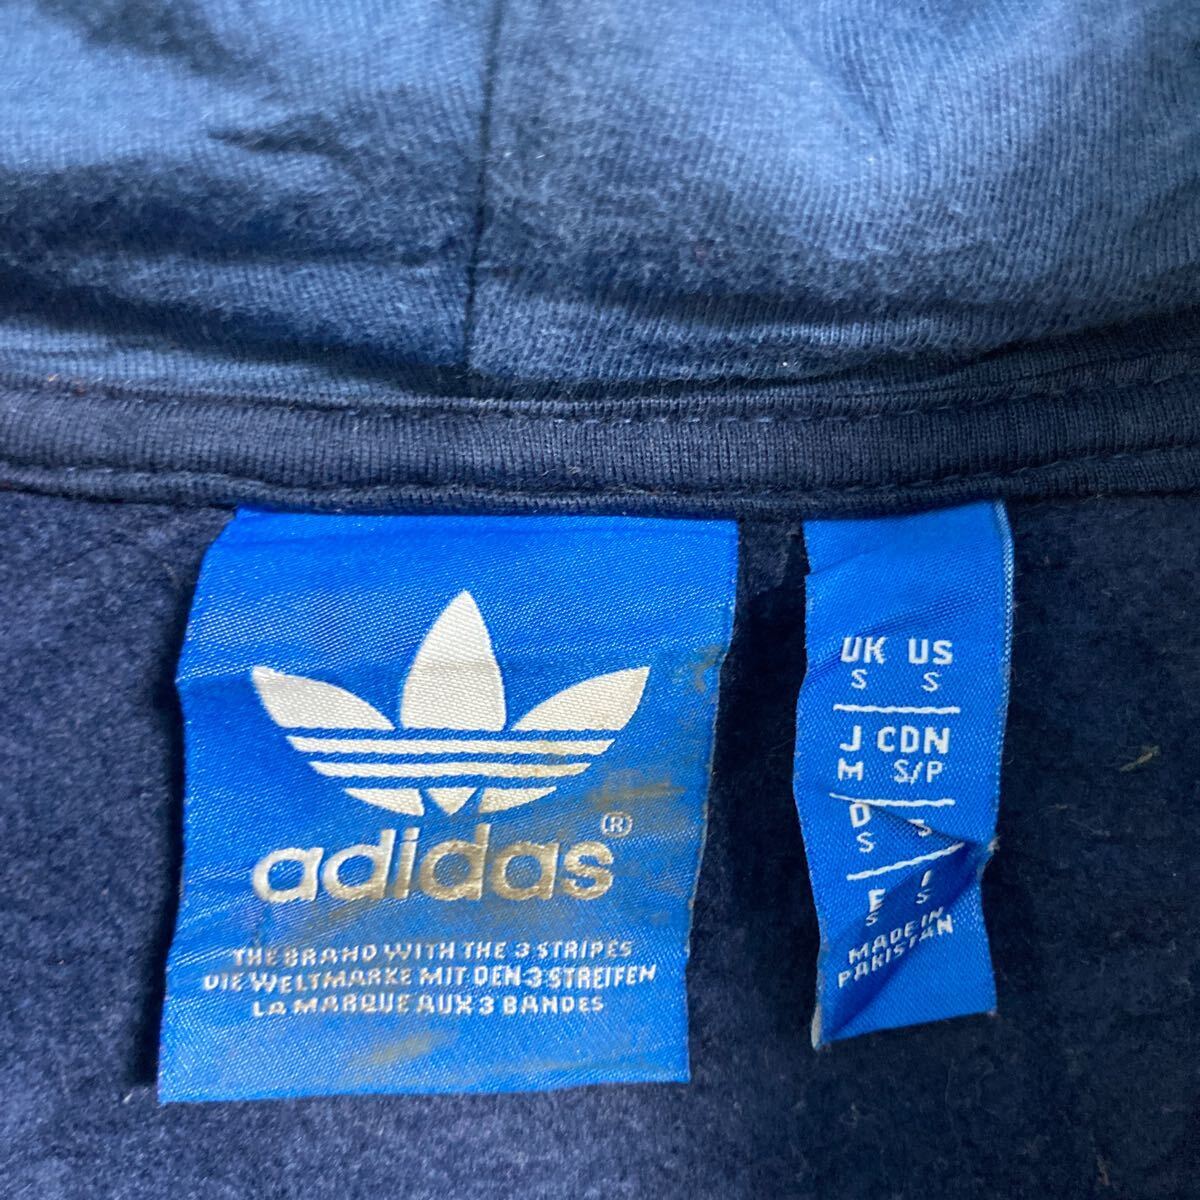 adidas®
THE BRAND WITH THE 3 STRIPES
DIE WELTMARKE MIT DEN 3 STREIFEN
LA MARQUE AUX 3 BANDES
UK US
S S
J CDN
M S/P
D
S S
E I
S S
MADE IN
PAKISTAN